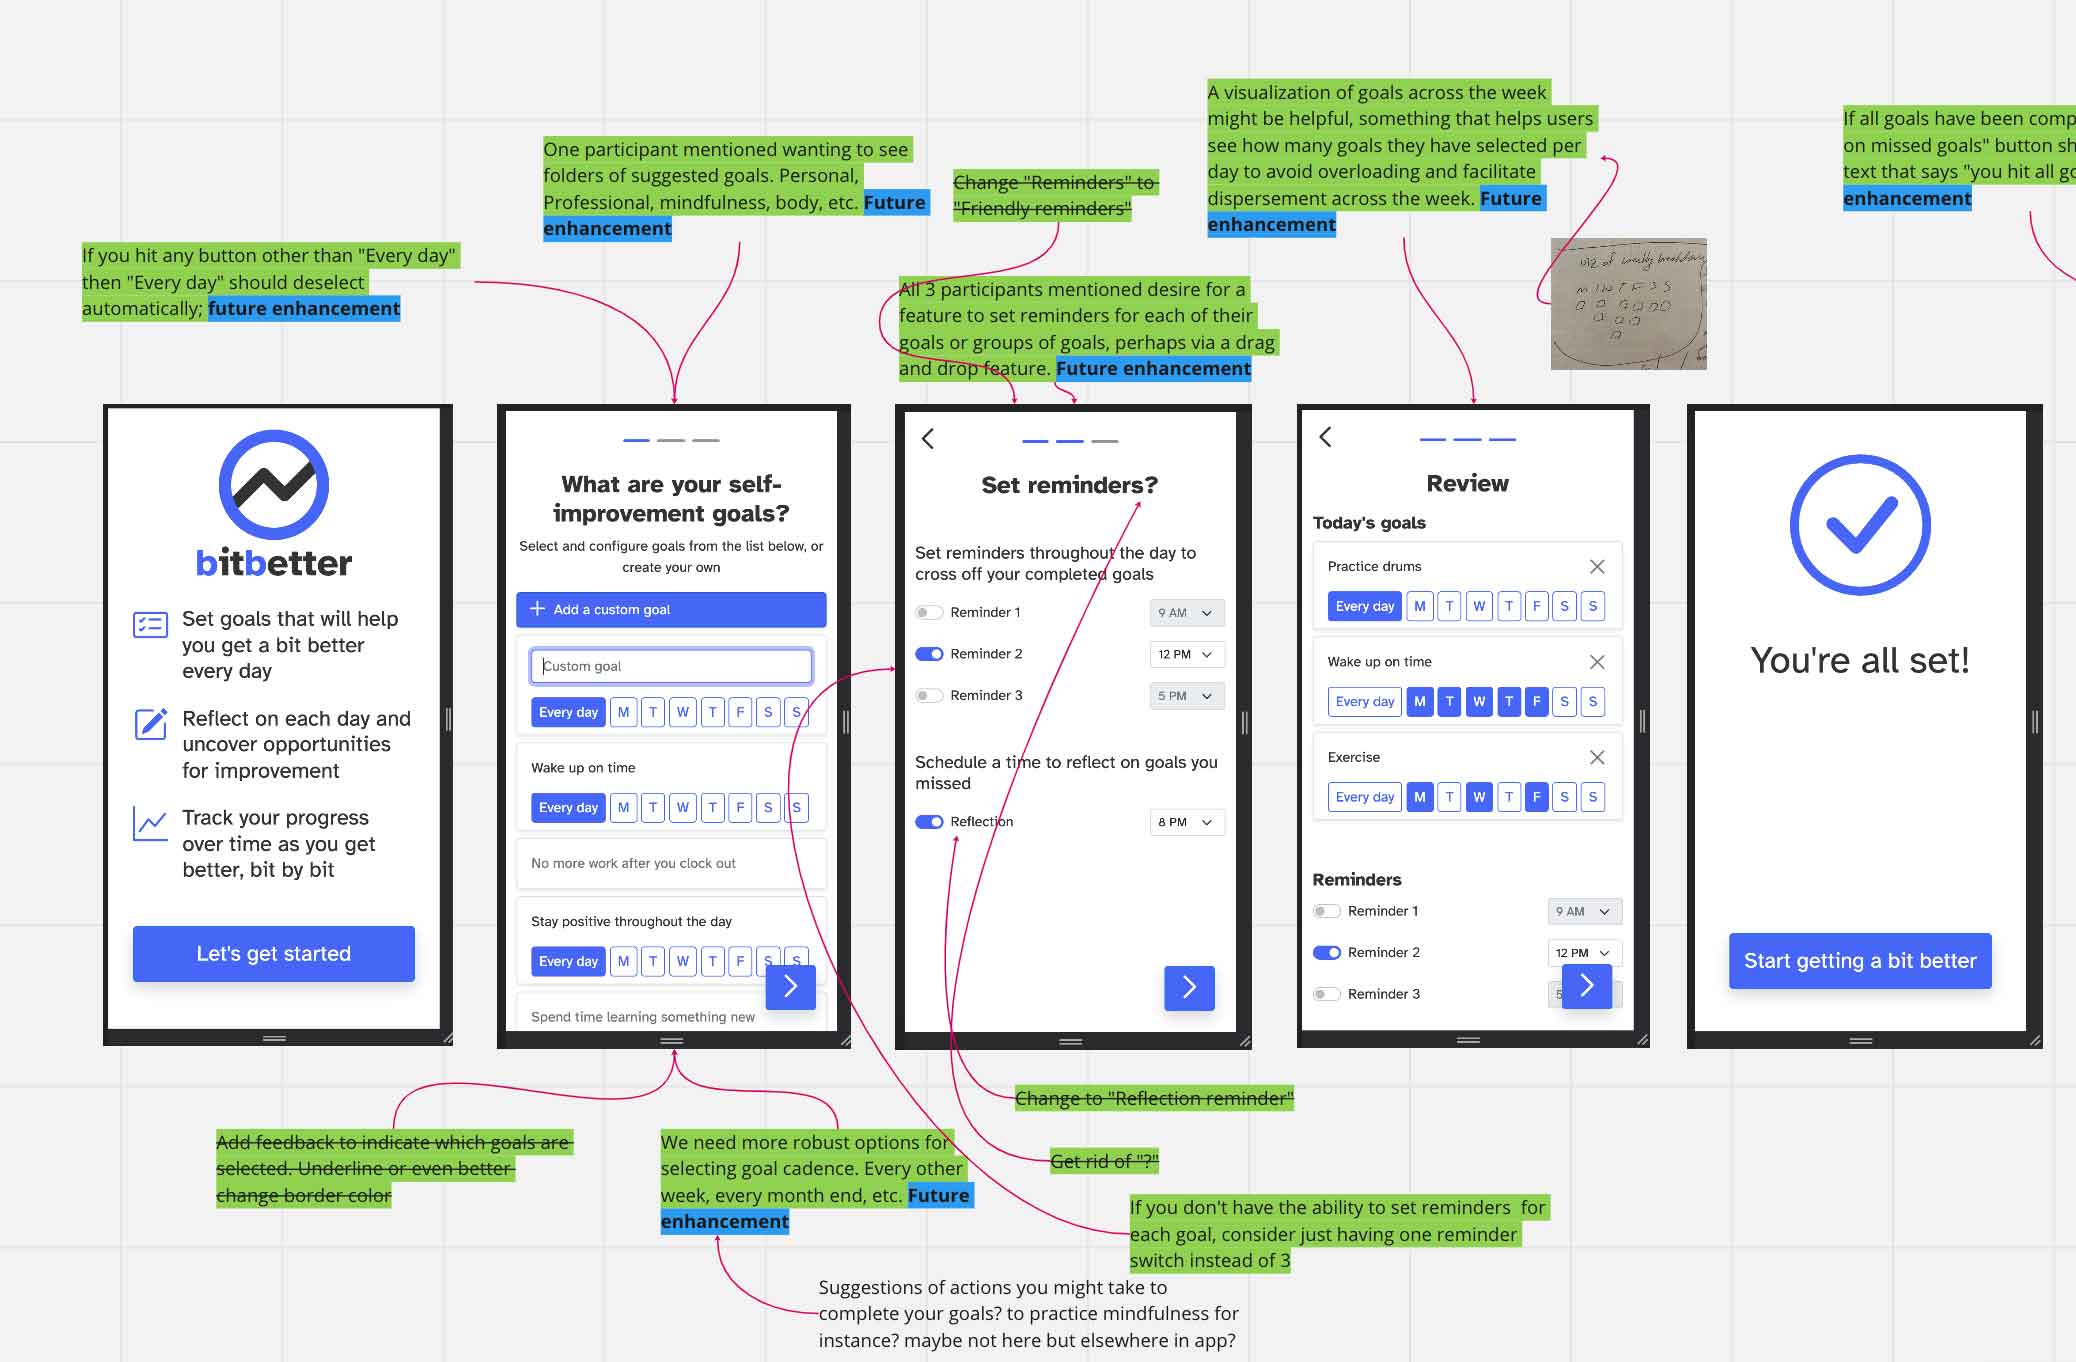 A visualization of goals across the week
might be helpful, something that helps users
see how many goals they have selected per
day to avoid overloading and facilitate
dispersement across the week. Future
enhancement
If all goals have been comp
on missed goals" button sh
text that says "you hit all go
enhancement
One participant mentioned wanting to see
folders of suggested goals. Personal,
Professional, mindfulness, body, etc. Future
enhancement
Change "Reminders" to
"Friendly reminders"
If you hit any button other than "Every day"
then "Every day" should deselect
automatically; future enhancement
All 3 participants mentioned desire for a
feature to set reminders for each of their
goals or groups of goals, perhaps via a drag
and drop feature. Future enhancement
viz of weekly breakdown
M T W T F S S
bitbetter
Set goals that will help
you get a bit better
every day
Reflect on each day and
uncover opportunities
for improvement
Track your progress
over time as you get
better, bit by bit
Let's get started
What are your self-
improvement goals?
Select and configure goals from the list below, or
create your own
Add a custom goal
Custom goal
Every day M T W T F S S
Wake up on time
Every day M T W T F S S
No more work after you clock out
Stay positive throughout the day
Every day M T W T F S S
Spend time learning something new
Set reminders?
Set reminders throughout the day to
cross off your completed goals
Reminder 1 9 AM
Reminder 2 12 PM
Reminder 3 5 PM
Schedule a time to reflect on goals you
missed
Reflection 8 PM
Review
Today's goals
Practice drums
Every day M T W T F S S
Wake up on time
Every day M T W T F S S
Exercise
Every day M T W T F S S
Reminders
Reminder 1 9 AM
Reminder 2 12 PM
Reminder 3 5
You're all set!
Start getting a bit better
Change to "Reflection reminder"
Add feedback to indicate which goals are
selected. Underline or even better
change border color
We need more robust options for
selecting goal cadence. Every other
week, every month end, etc. Future
enhancement
Get rid of "?"
If you don't have the ability to set reminders for
each goal, consider just having one reminder
switch instead of 3
Suggestions of actions you might take to
complete your goals? to practice mindfulness for
instance? maybe not here but elsewhere in app?